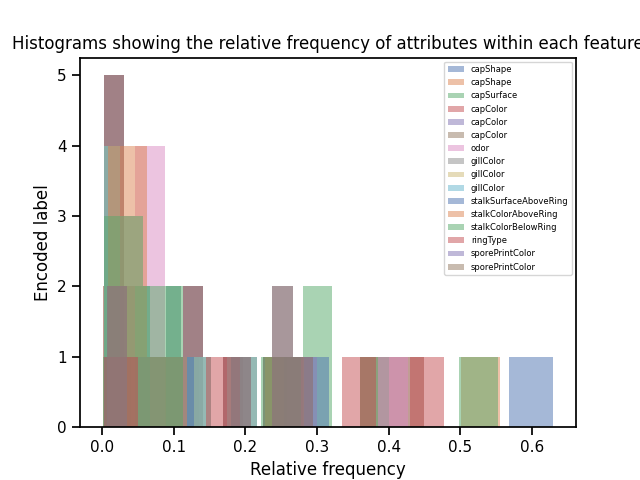 Histograms showing the relative frequency of attributes within each feature
5
4
3
2
1
0
0.0
0.1
0.2
0.3
0.4
0.5
0.6
Encoded label
Relative frequency
capShape
capShape
capSurface
capColor
capColor
capColor
odor
gillColor
gillColor
gillColor
stalkSurfaceAboveRing
stalkColorAboveRing
stalkColorBelowRing
ringType
sporePrintColor
sporePrintColor